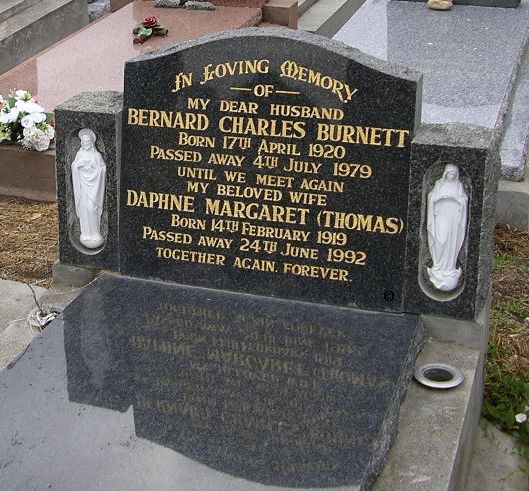 In Loving Memory
— OF —
MY DEAR HUSBAND
BERNARD CHARLES BURNETT
BORN 17TH APRIL 1920
PASSED AWAY 4TH JULY 1979
UNTIL WE MEET AGAIN
MY BELOVED WIFE
DAPHNE MARGARET (THOMAS)
BORN 14TH FEBRUARY 1919
PASSED AWAY 24TH JUNE 1992
TOGETHER AGAIN. FOREVER.